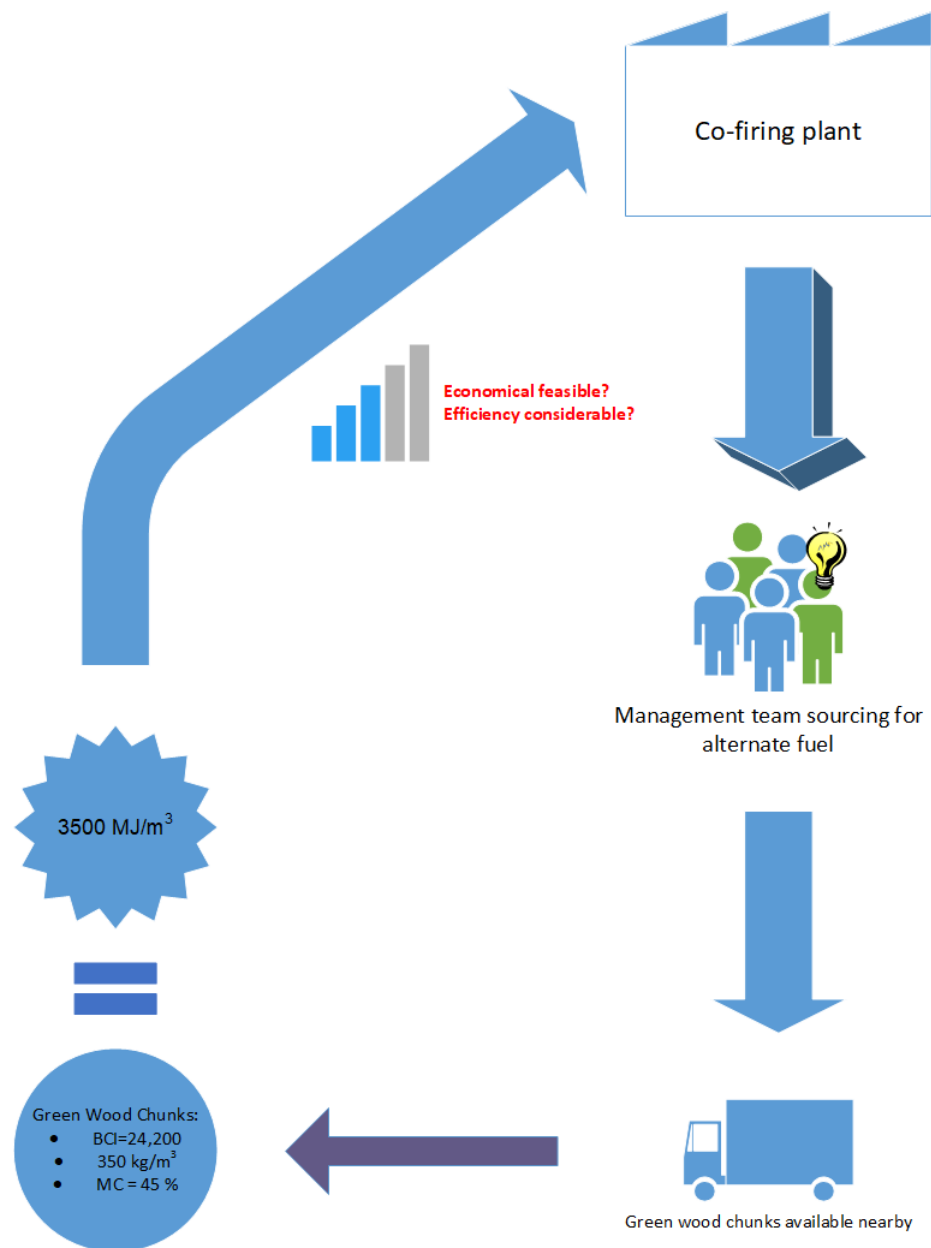 Co-firing plant
Economical feasible?
Efficiency considerable?
Management team sourcing for
alternate fuel
3500 MJ/m³
Green Wood Chunks:
• BCI=24,200
• 350 kg/m³
• MC = 45 %
Green wood chunks available nearby